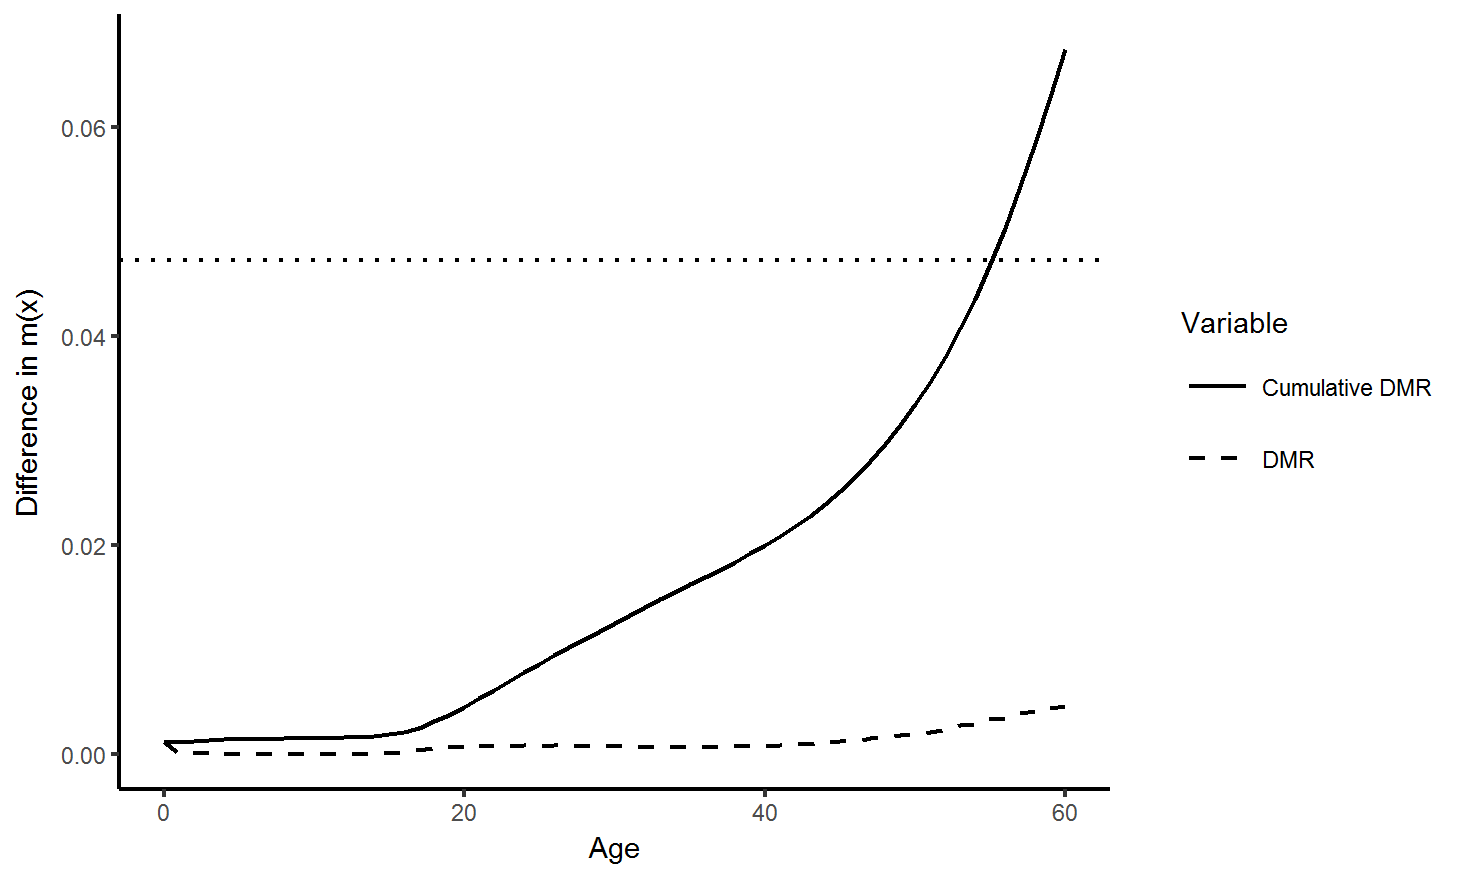 Difference in m(x)
0.06
0.04
0.02
0.00
0 20 40 60
Age
Variable
Cumulative DMR
DMR